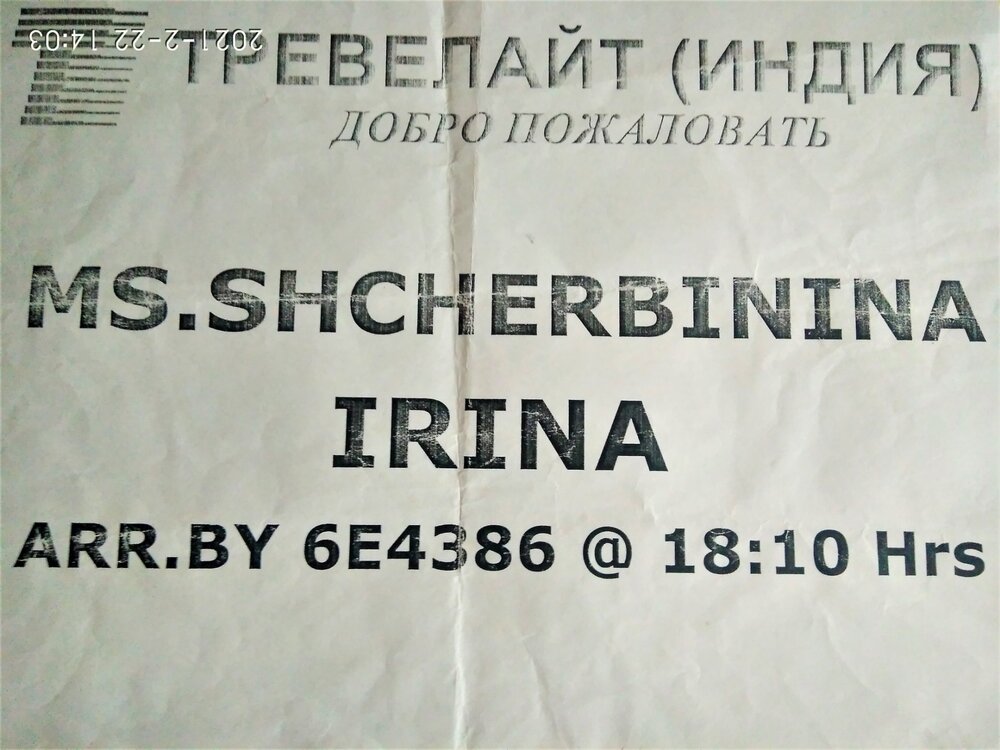 2021-2-22 14:03
ТРЕВЕЛАЙТ (ИНДИЯ)
ДОБРО ПОЖАЛОВАТЬ
MS.SHCHERBININA
IRINA
ARR.BY 6E4386 @ 18:10 Hrs